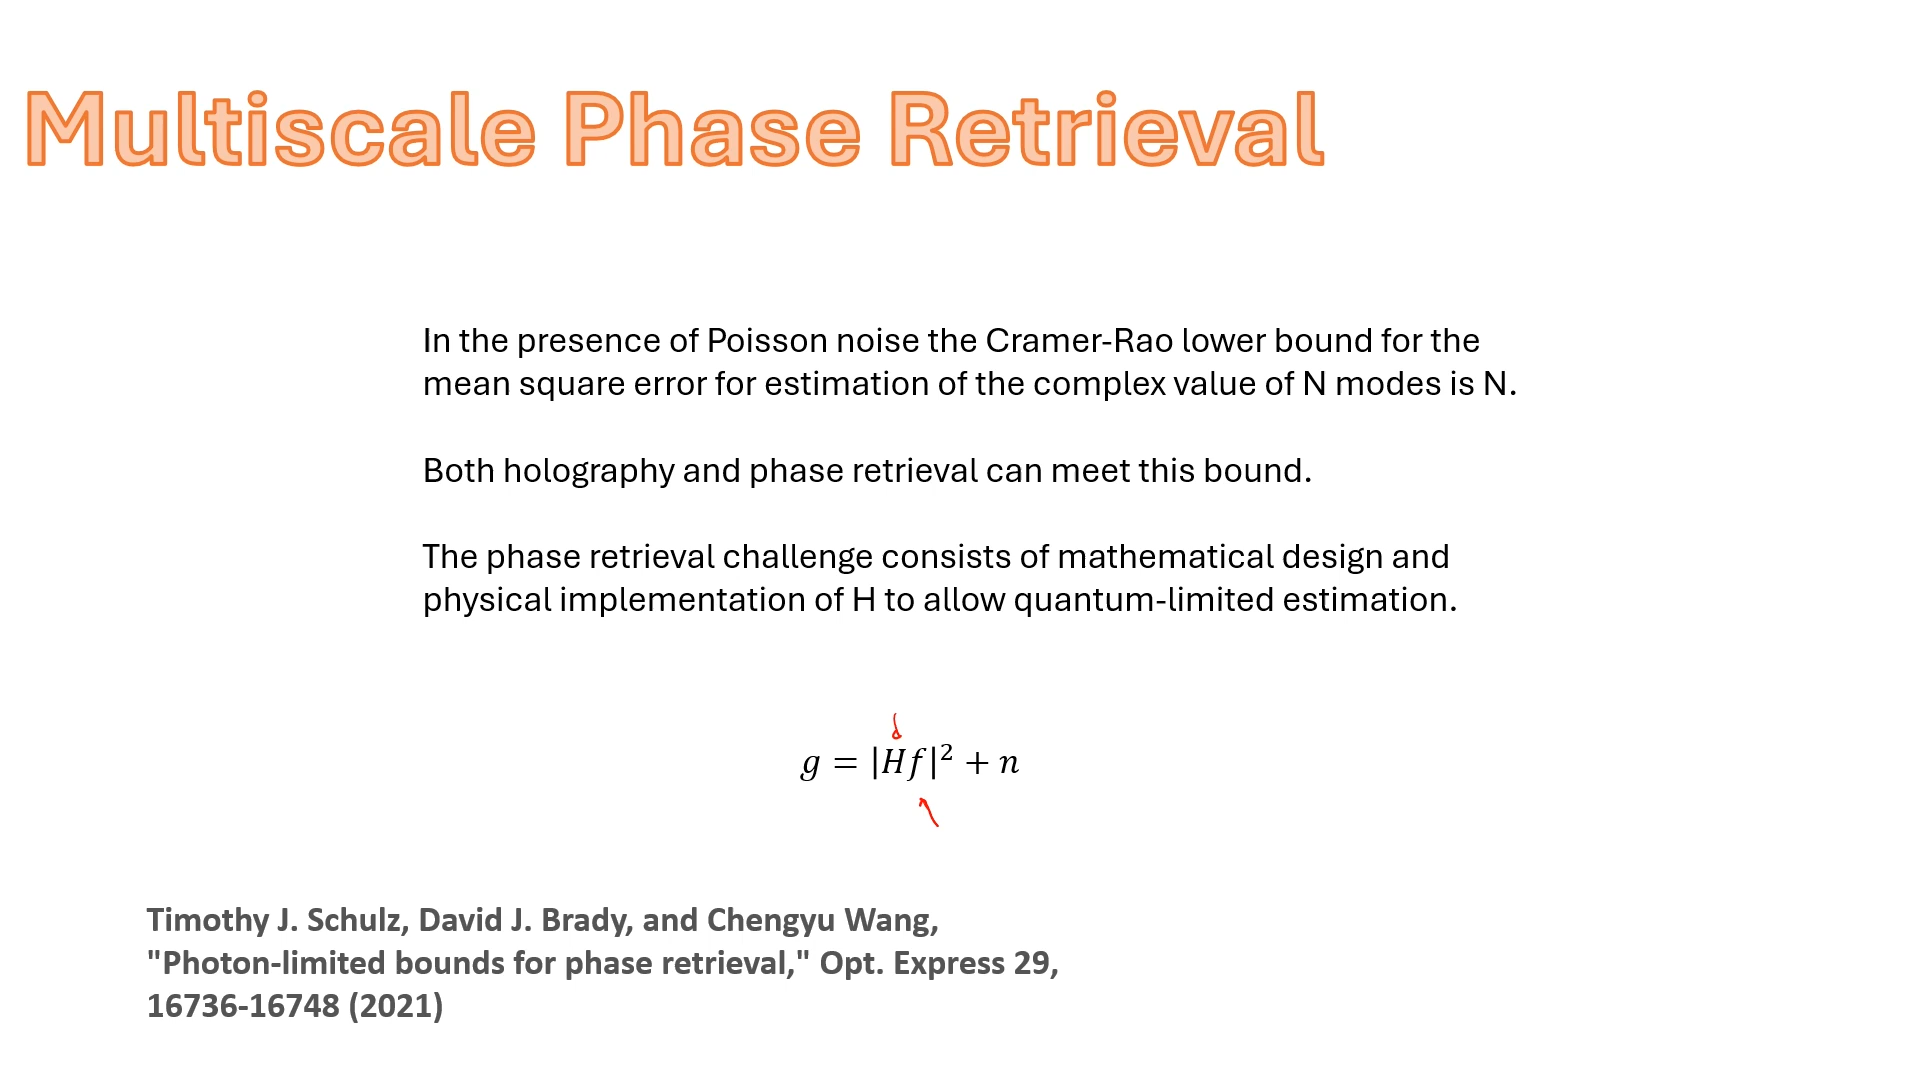 Multiscale Phase Retrieval
In the presence of Poisson noise the Cramer-Rao lower bound for the
mean square error for estimation of the complex value of N modes is N.
Both holography and phase retrieval can meet this bound.
The phase retrieval challenge consists of mathematical design and
physical implementation of H to allow quantum-limited estimation.
g = |Hf|² + n
Timothy J. Schulz, David J. Brady, and Chengyu Wang,
"Photon-limited bounds for phase retrieval," Opt. Express 29,
16736-16748 (2021)